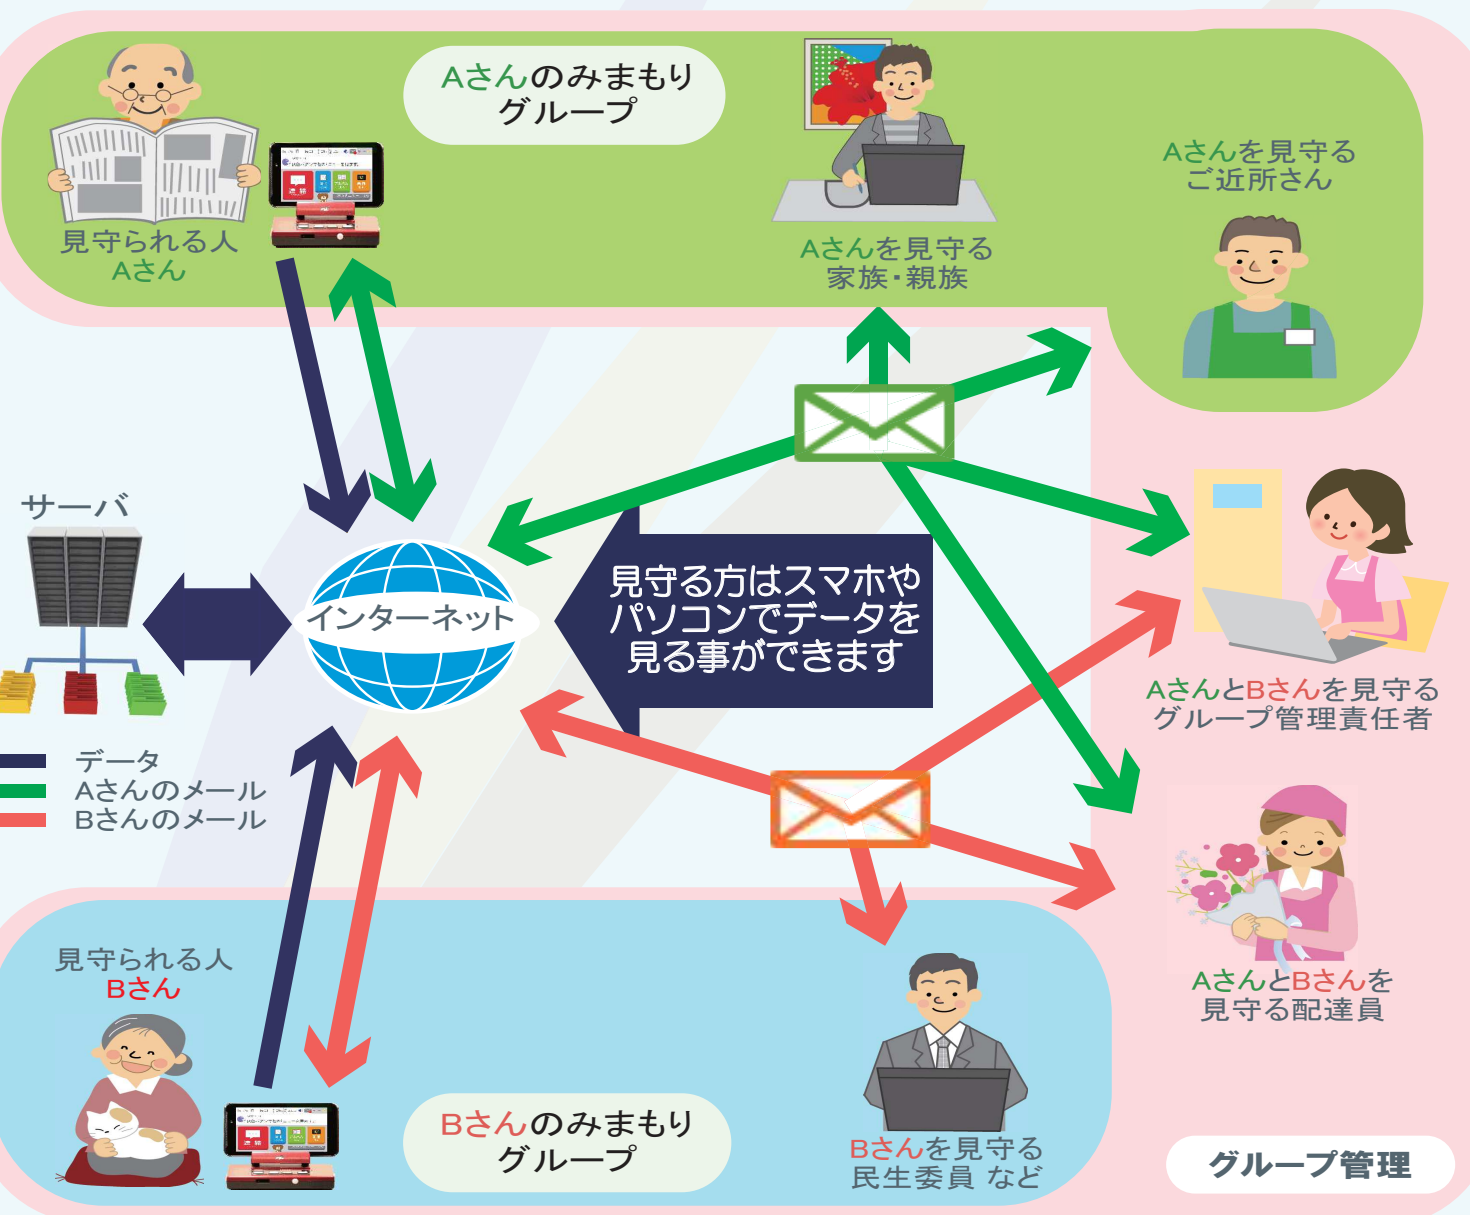 Aさんのみまもり
グループ
見守られる人
Aさん
Aさんを見守る
家族・親族
Aさんを見守る
ご近所さん
サーバ
インターネット
見守る方はスマホや
パソコンでデータを
見る事ができます
データ
Aさんのメール
Bさんのメール
AさんとBさんを見守る
グループ管理責任者
AさんとBさんを
見守る配達員
見守られる人
Bさん
Bさんのみまもり
グループ
Bさんを見守る
民生委員 など
グループ管理